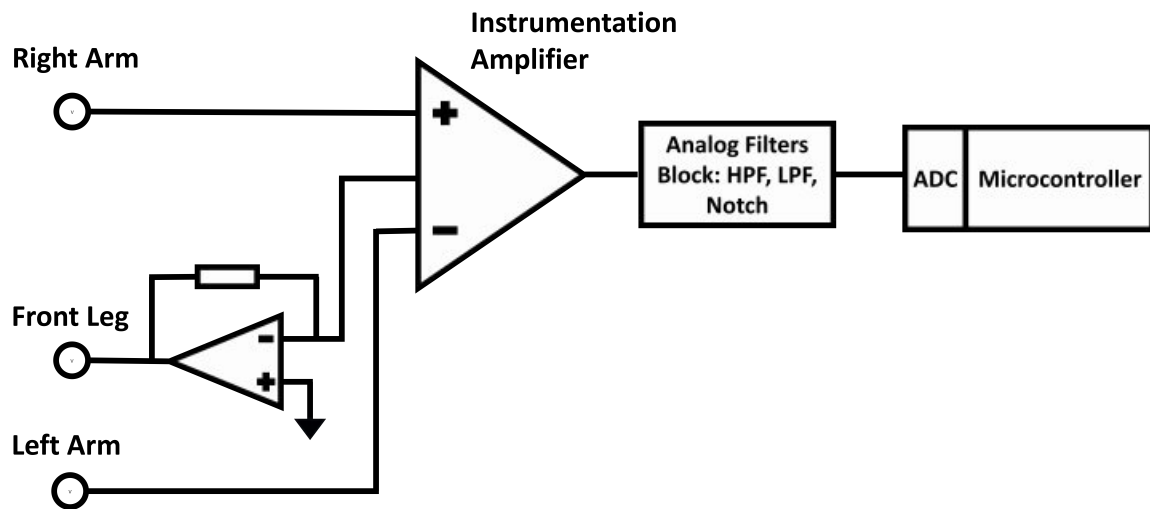 Instrumentation
Amplifier
Right Arm
+
Analog Filters
Block: HPF, LPF,
Notch
ADC
Microcontroller
-
Front Leg
-
+
Left Arm